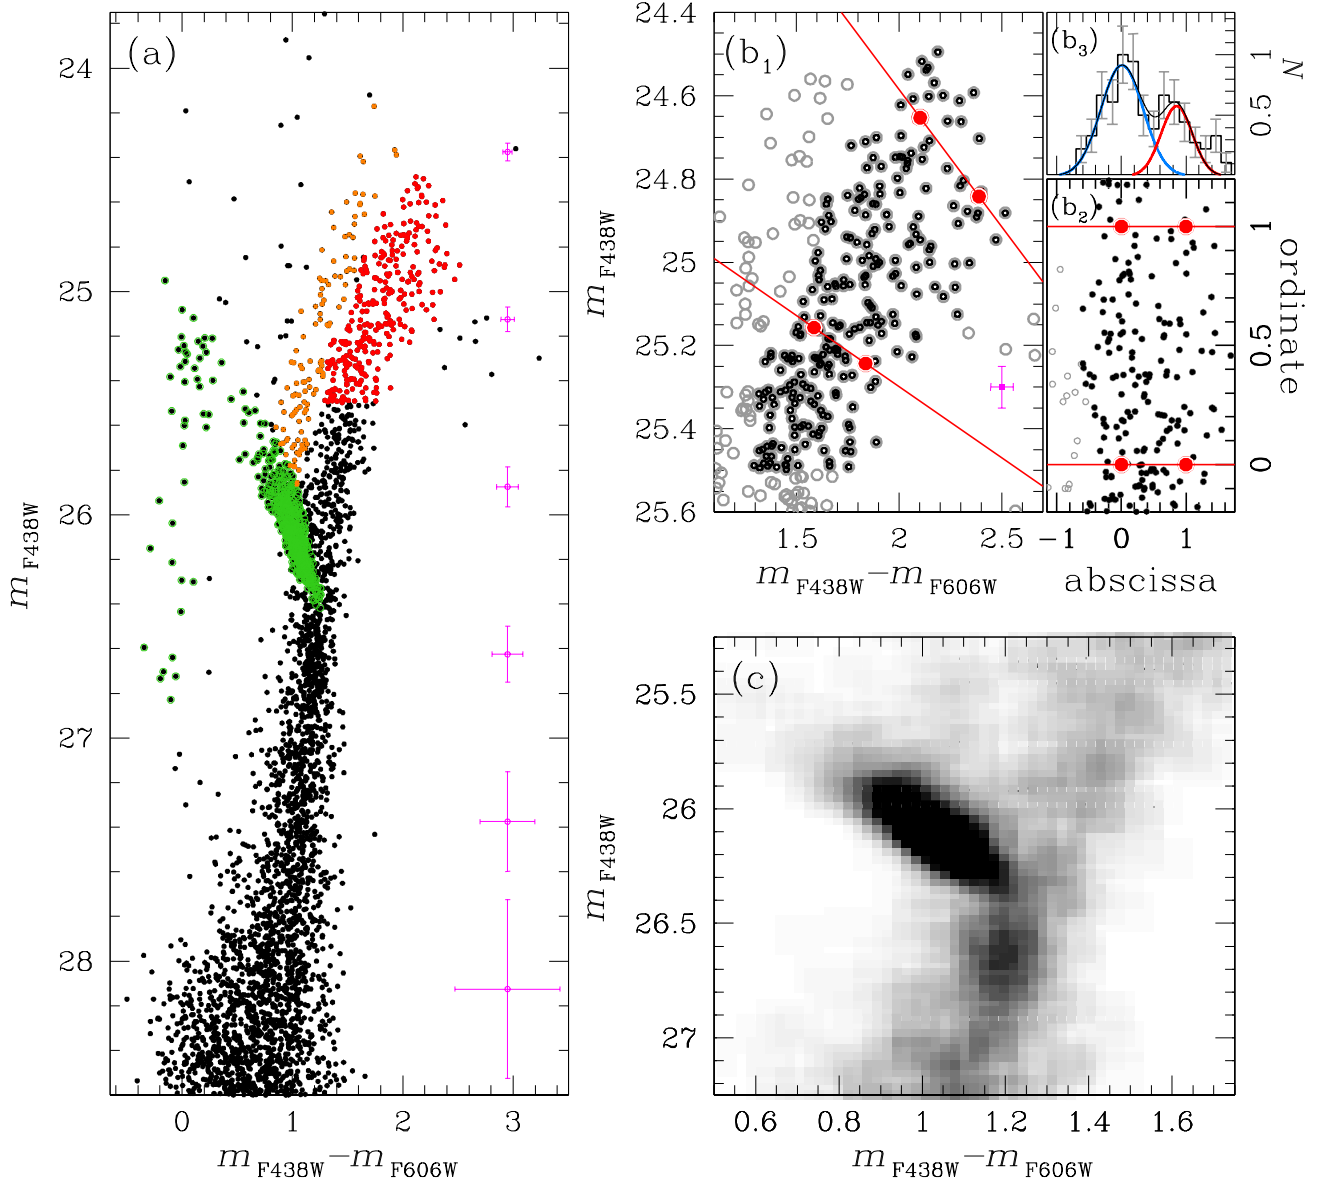 (a)
24
25
26
27
28
m F438W
0
1
2
3
m F438W−m F606W
(b1)
24.4
24.6
24.8
25
25.2
25.4
25.6
m F438W
1.5
2
2.5
m F438W−m F606W
(b3)
1
0.5
N
(b2)
1
0.5
0
ordinate
−1
0
1
abscissa
(c)
25.5
26
26.5
27
m F438W
0.6
0.8
1
1.2
1.4
1.6
m F438W−m F606W